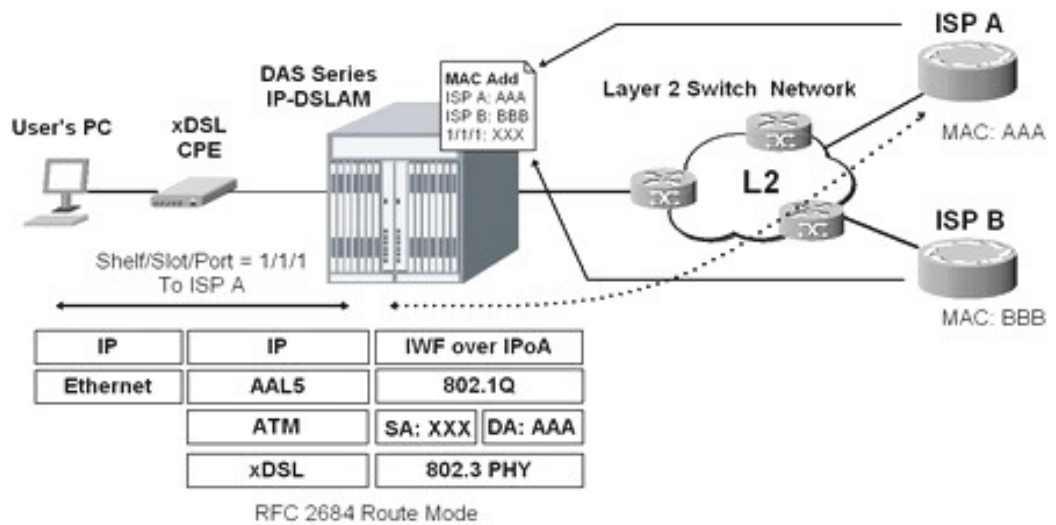 ISP A
DAS Series
IP-DSLAM
MAC Add
ISP A: AAA
ISP B: BBB
1/1/1: XXX
Layer 2 Switch Network
User's PC
xDSL
CPE
MAC: AAA
L2
ISP B
Shelf/Slot/Port = 1/1/1
To ISP A
MAC: BBB
IP
IP
IWF over IPoA
Ethernet
AAL5
802.1Q
ATM
SA: XXX
DA: AAA
xDSL
802.3 PHY
RFC 2684 Route Mode